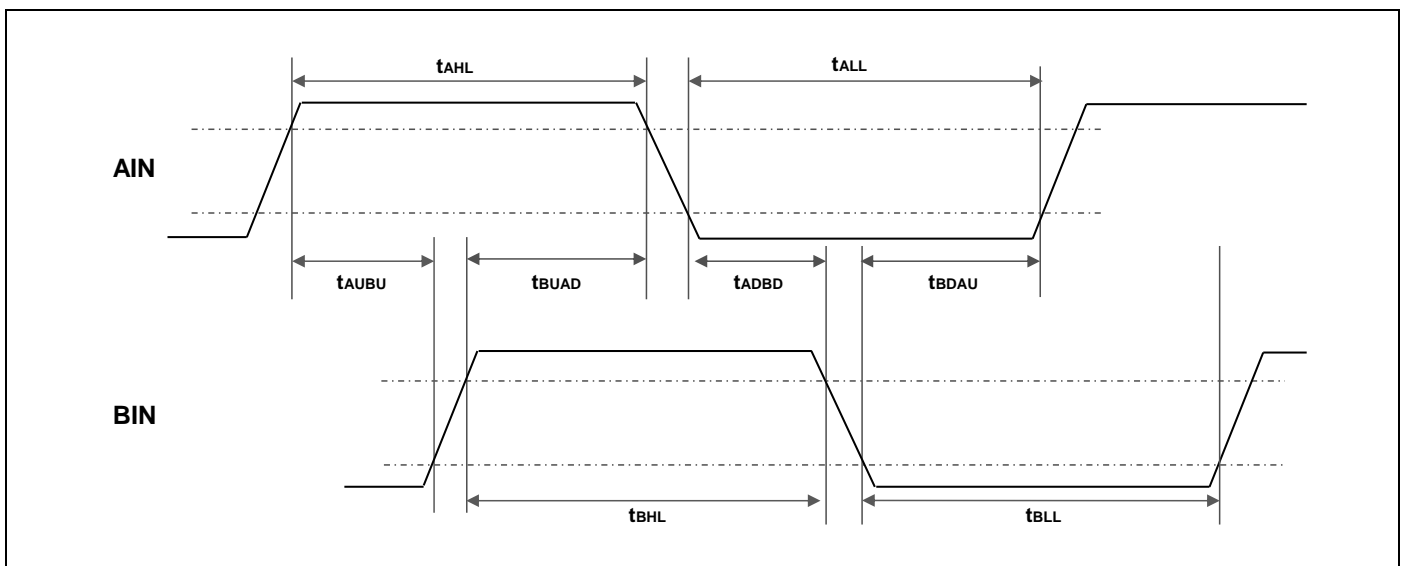 tAHL
tALL
AIN
tAUBU
tBUAD
tADBD
tBDAU
BIN
tBHL
tBLL